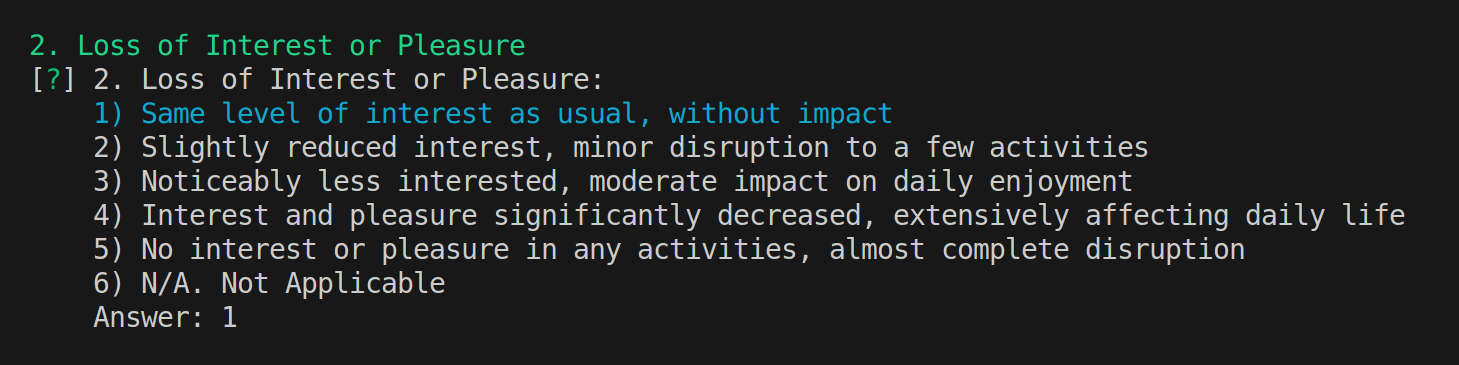 2. Loss of Interest or Pleasure
[?] 2. Loss of Interest or Pleasure:
1) Same level of interest as usual, without impact
2) Slightly reduced interest, minor disruption to a few activities
3) Noticeably less interested, moderate impact on daily enjoyment
4) Interest and pleasure significantly decreased, extensively affecting daily life
5) No interest or pleasure in any activities, almost complete disruption
6) N/A. Not Applicable
Answer: 1